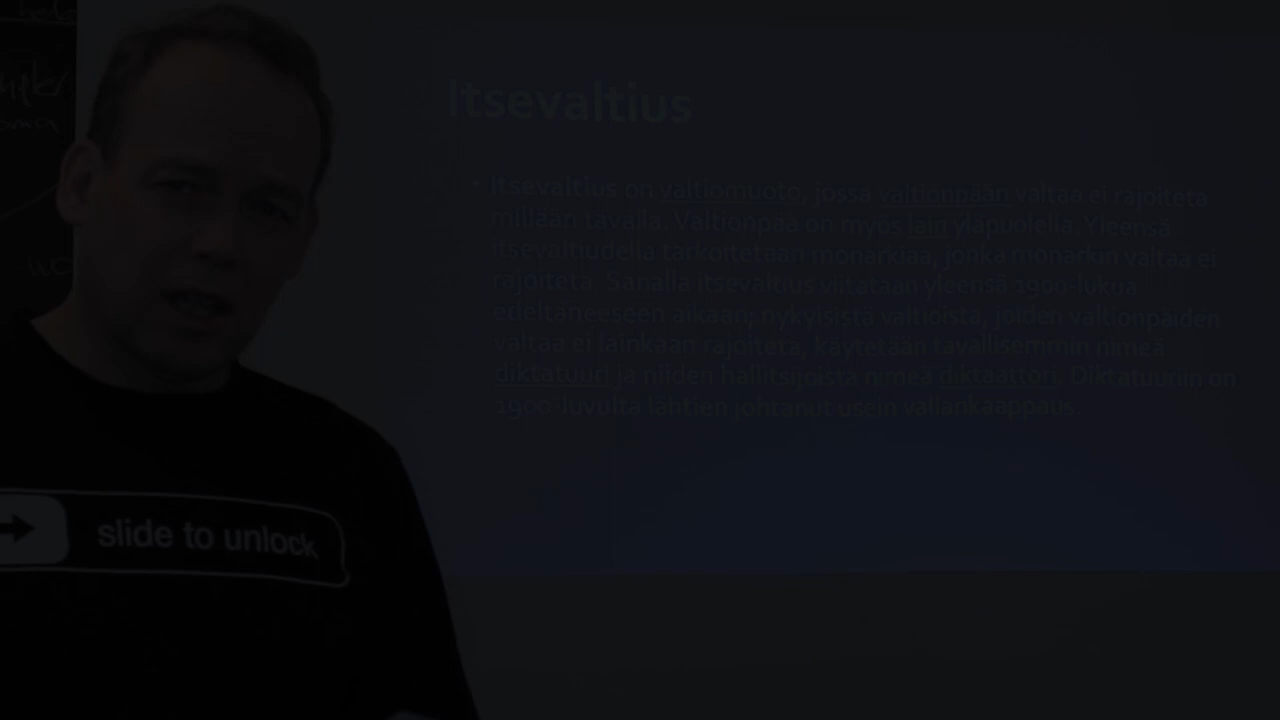 Itsevaltius
• Itsevaltius on valtiomuoto, jossa valtionpään valtaa ei rajoiteta
millään tavalla. Valtionpää on myös lain yläpuolella. Yleensä
itsevaltiudella tarkoitetaan monarkiaa, jonka monarkin valtaa ei
rajoiteta. Sanalla itsevaltius viitataan yleensä 1900-lukua
edeltäneeseen aikaan; nykyisistä valtioista, joiden valtionpäiden
valtaa ei lainkaan rajoiteta, käytetään tavallisemmin nimeä
diktatuuri ja niiden hallitsijoista nimeä diktaattori. Diktatuuriin on
1900-luvulta lähtien johtanut usein vallankaappaus.
slide to unlock